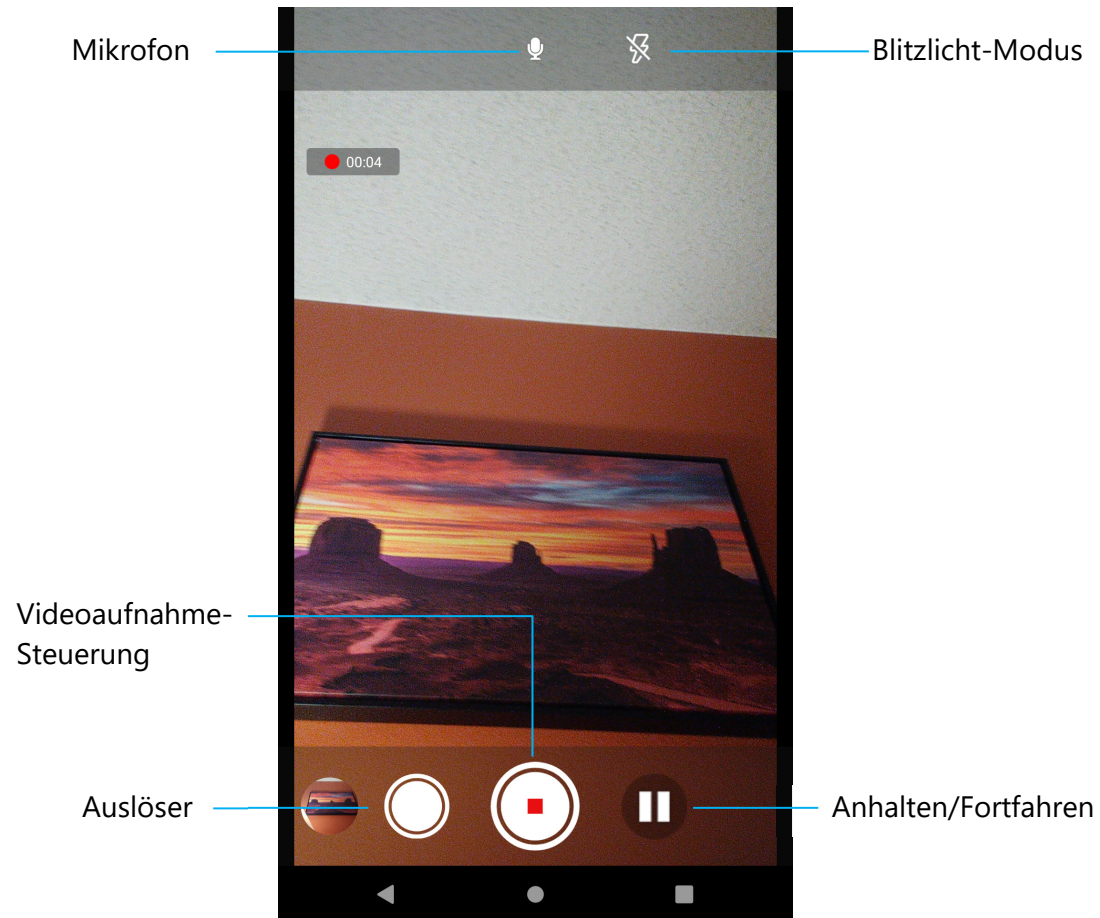 Mikrofon
Blitzlicht-Modus
00:04
Videoaufnahme-
Steuerung
Auslöser
Anhalten/Fortfahren